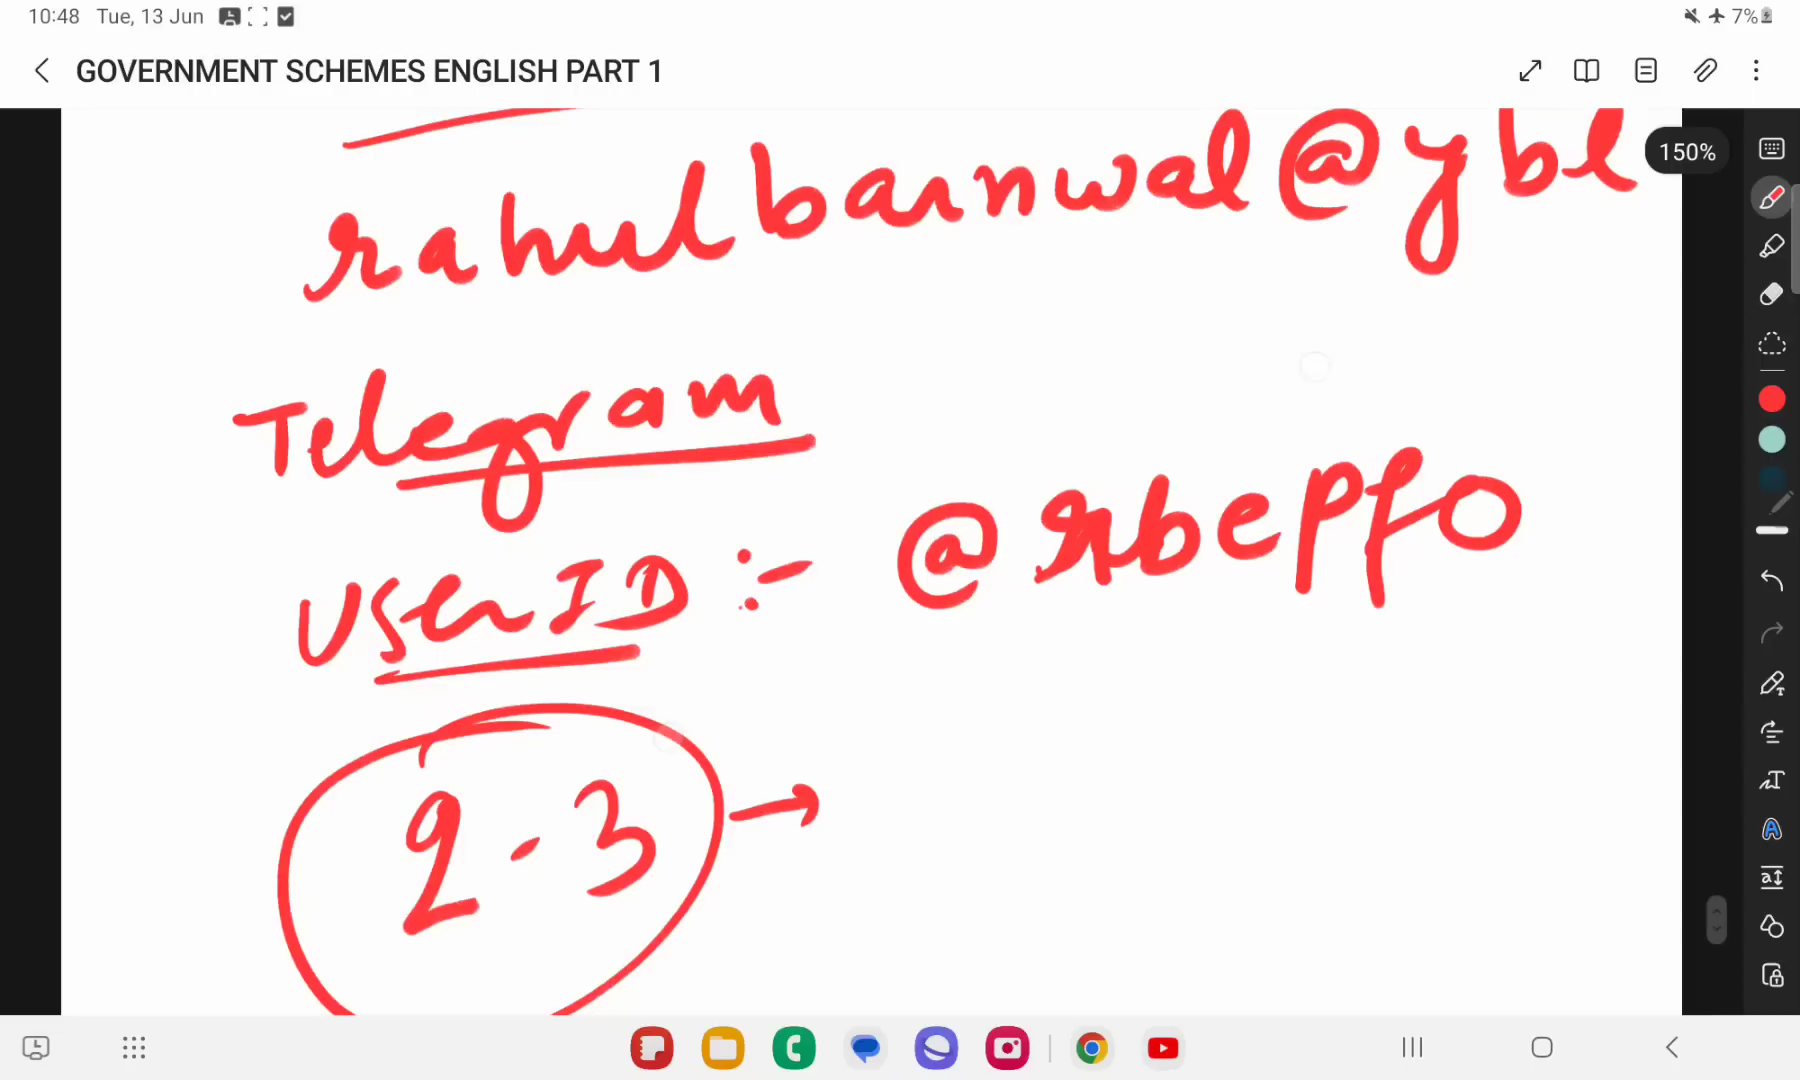 10:48 Tue, 13 Jun 7%
GOVERNMENT SCHEMES ENGLISH PART 1
150%
rahulbarnwal@ybl
Telegram
User ID :- @rbepfo
2-3 →